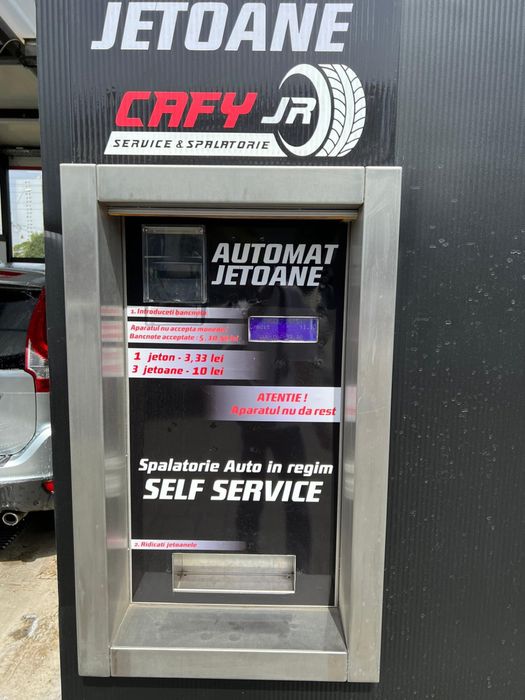 JETOANE
CAFY JR
SERVICE & SPALATORIE
AUTOMAT
JETOANE
1. Introduceti bancnota
Aparatul nu accepta monede
Bancnote acceptate : 5, 10
1 jeton - 3,33 lei
3 jetoane - 10 lei
ATENTIE !
Aparatul nu da rest
Spalatorie Auto in regim
SELF SERVICE
2. Ridicati jetoanele